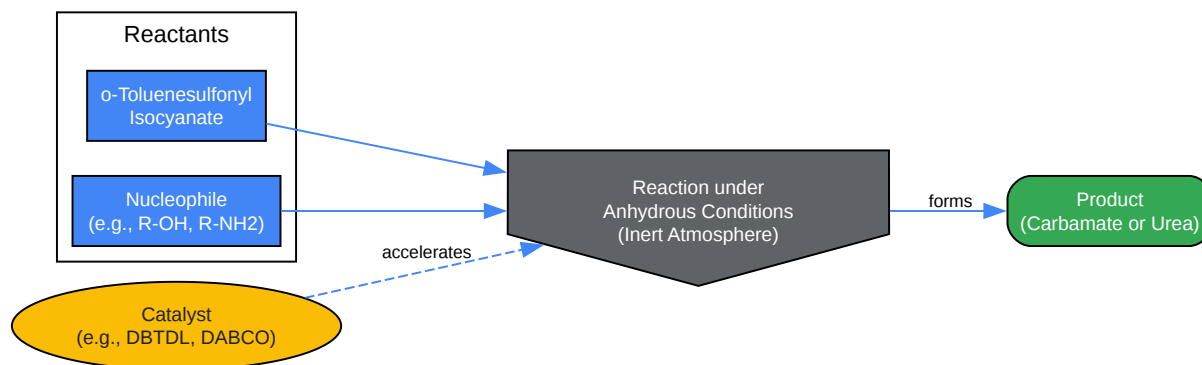 Reactants
o-Toluenesulfonyl
Isocyanate
Nucleophile
(e.g., R-OH, R-NH2)
Catalyst
(e.g., DBTDL, DABCO)
accelerates
Reaction under
Anhydrous Conditions
(Inert Atmosphere)
forms
Product
(Carbamate or Urea)